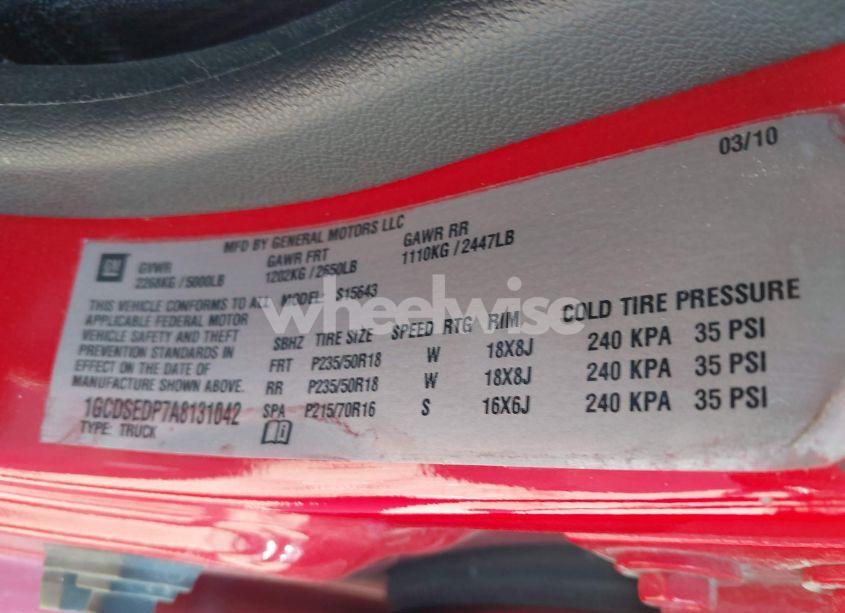 03/10
MFD BY GENERAL MOTORS LLC
GM GVWR GAWR FRT GAWR RR
2268KG/5000LB 1202KG/2650LB 1110KG/2447LB
THIS VEHICLE CONFORMS TO ALL MODEL: S15643
APPLICABLE FEDERAL MOTOR
VEHICLE SAFETY AND THEFT
PREVENTION STANDARDS IN
EFFECT ON THE DATE OF
MANUFACTURE SHOWN ABOVE.
1GCDSEDP7A8131042
TYPE: TRUCK
SBHZ TIRE SIZE SPEED RTG RIM COLD TIRE PRESSURE
FRT P235/50R18 W 18X8J 240 KPA 35 PSI
RR P235/50R18 W 18X8J 240 KPA 35 PSI
SPA P215/70R16 S 16X6J 240 KPA 35 PSI
wheelwise